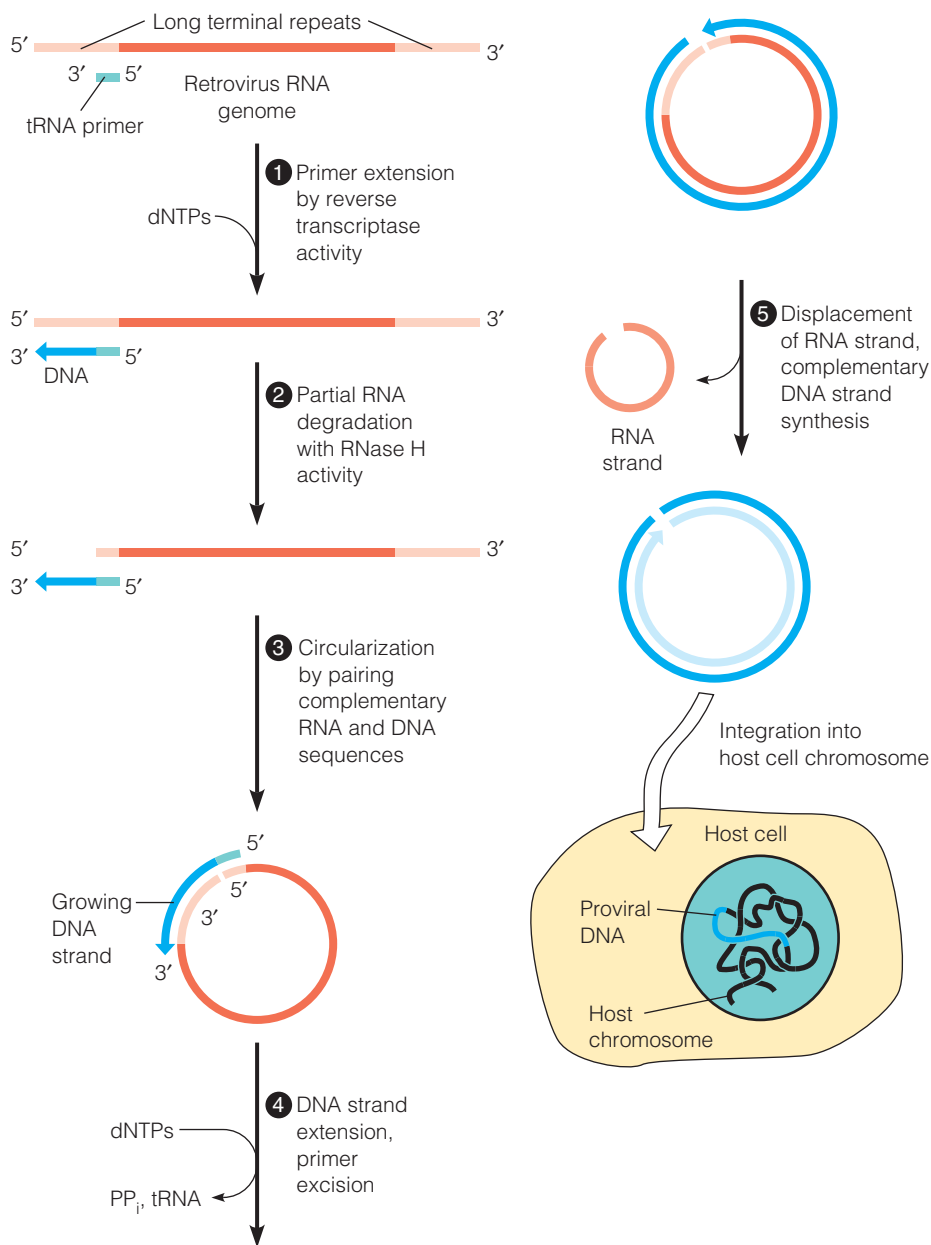 Long terminal repeats
5′
3′
3′
5′
tRNA primer
Retrovirus RNA
genome
1 Primer extension
by reverse
transcriptase
activity
dNTPs
5′
3′
3′
5′
DNA
2 Partial RNA
degradation
with RNase H
activity
5′
3′
3′
5′
3 Circularization
by pairing
complementary
RNA and DNA
sequences
5′
5′
3′
3′
Growing
DNA
strand
4 DNA strand
extension,
primer
excision
dNTPs
PPi, tRNA
5 Displacement
of RNA strand,
complementary
DNA strand
synthesis
RNA
strand
Integration into
host cell chromosome
Host cell
Proviral
DNA
Host
chromosome